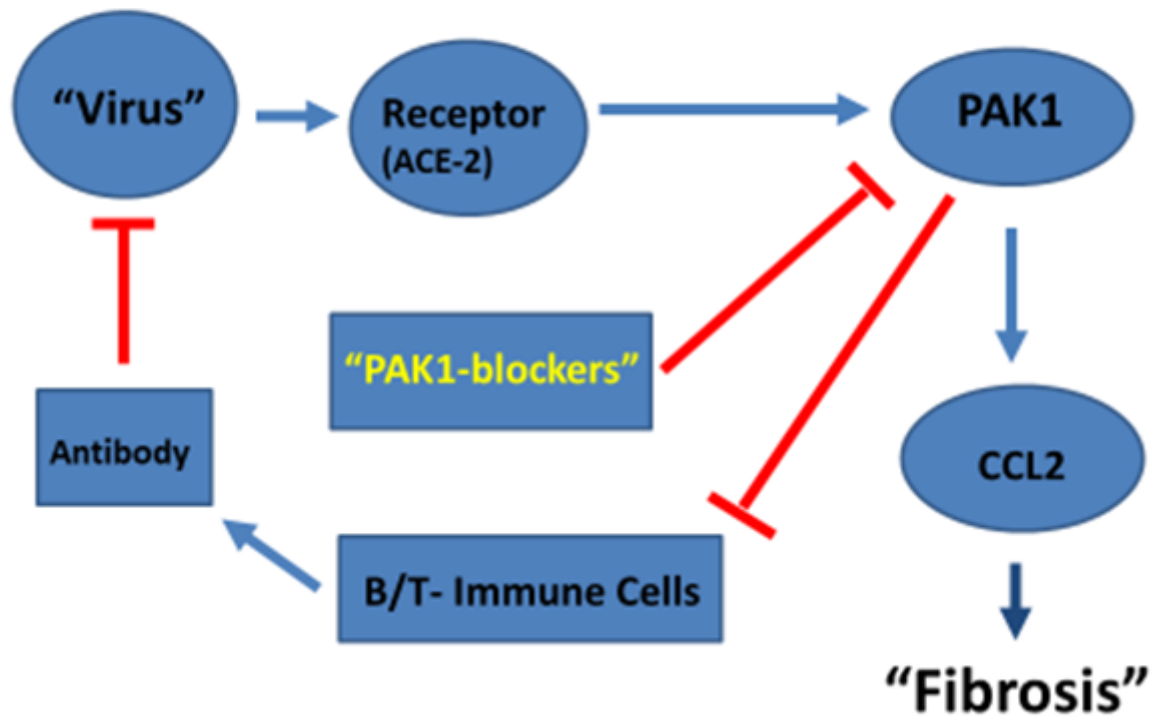 “Virus”
Receptor
(ACE-2)
PAK1
“PAK1-blockers”
Antibody
CCL2
B/T- Immune Cells
“Fibrosis”